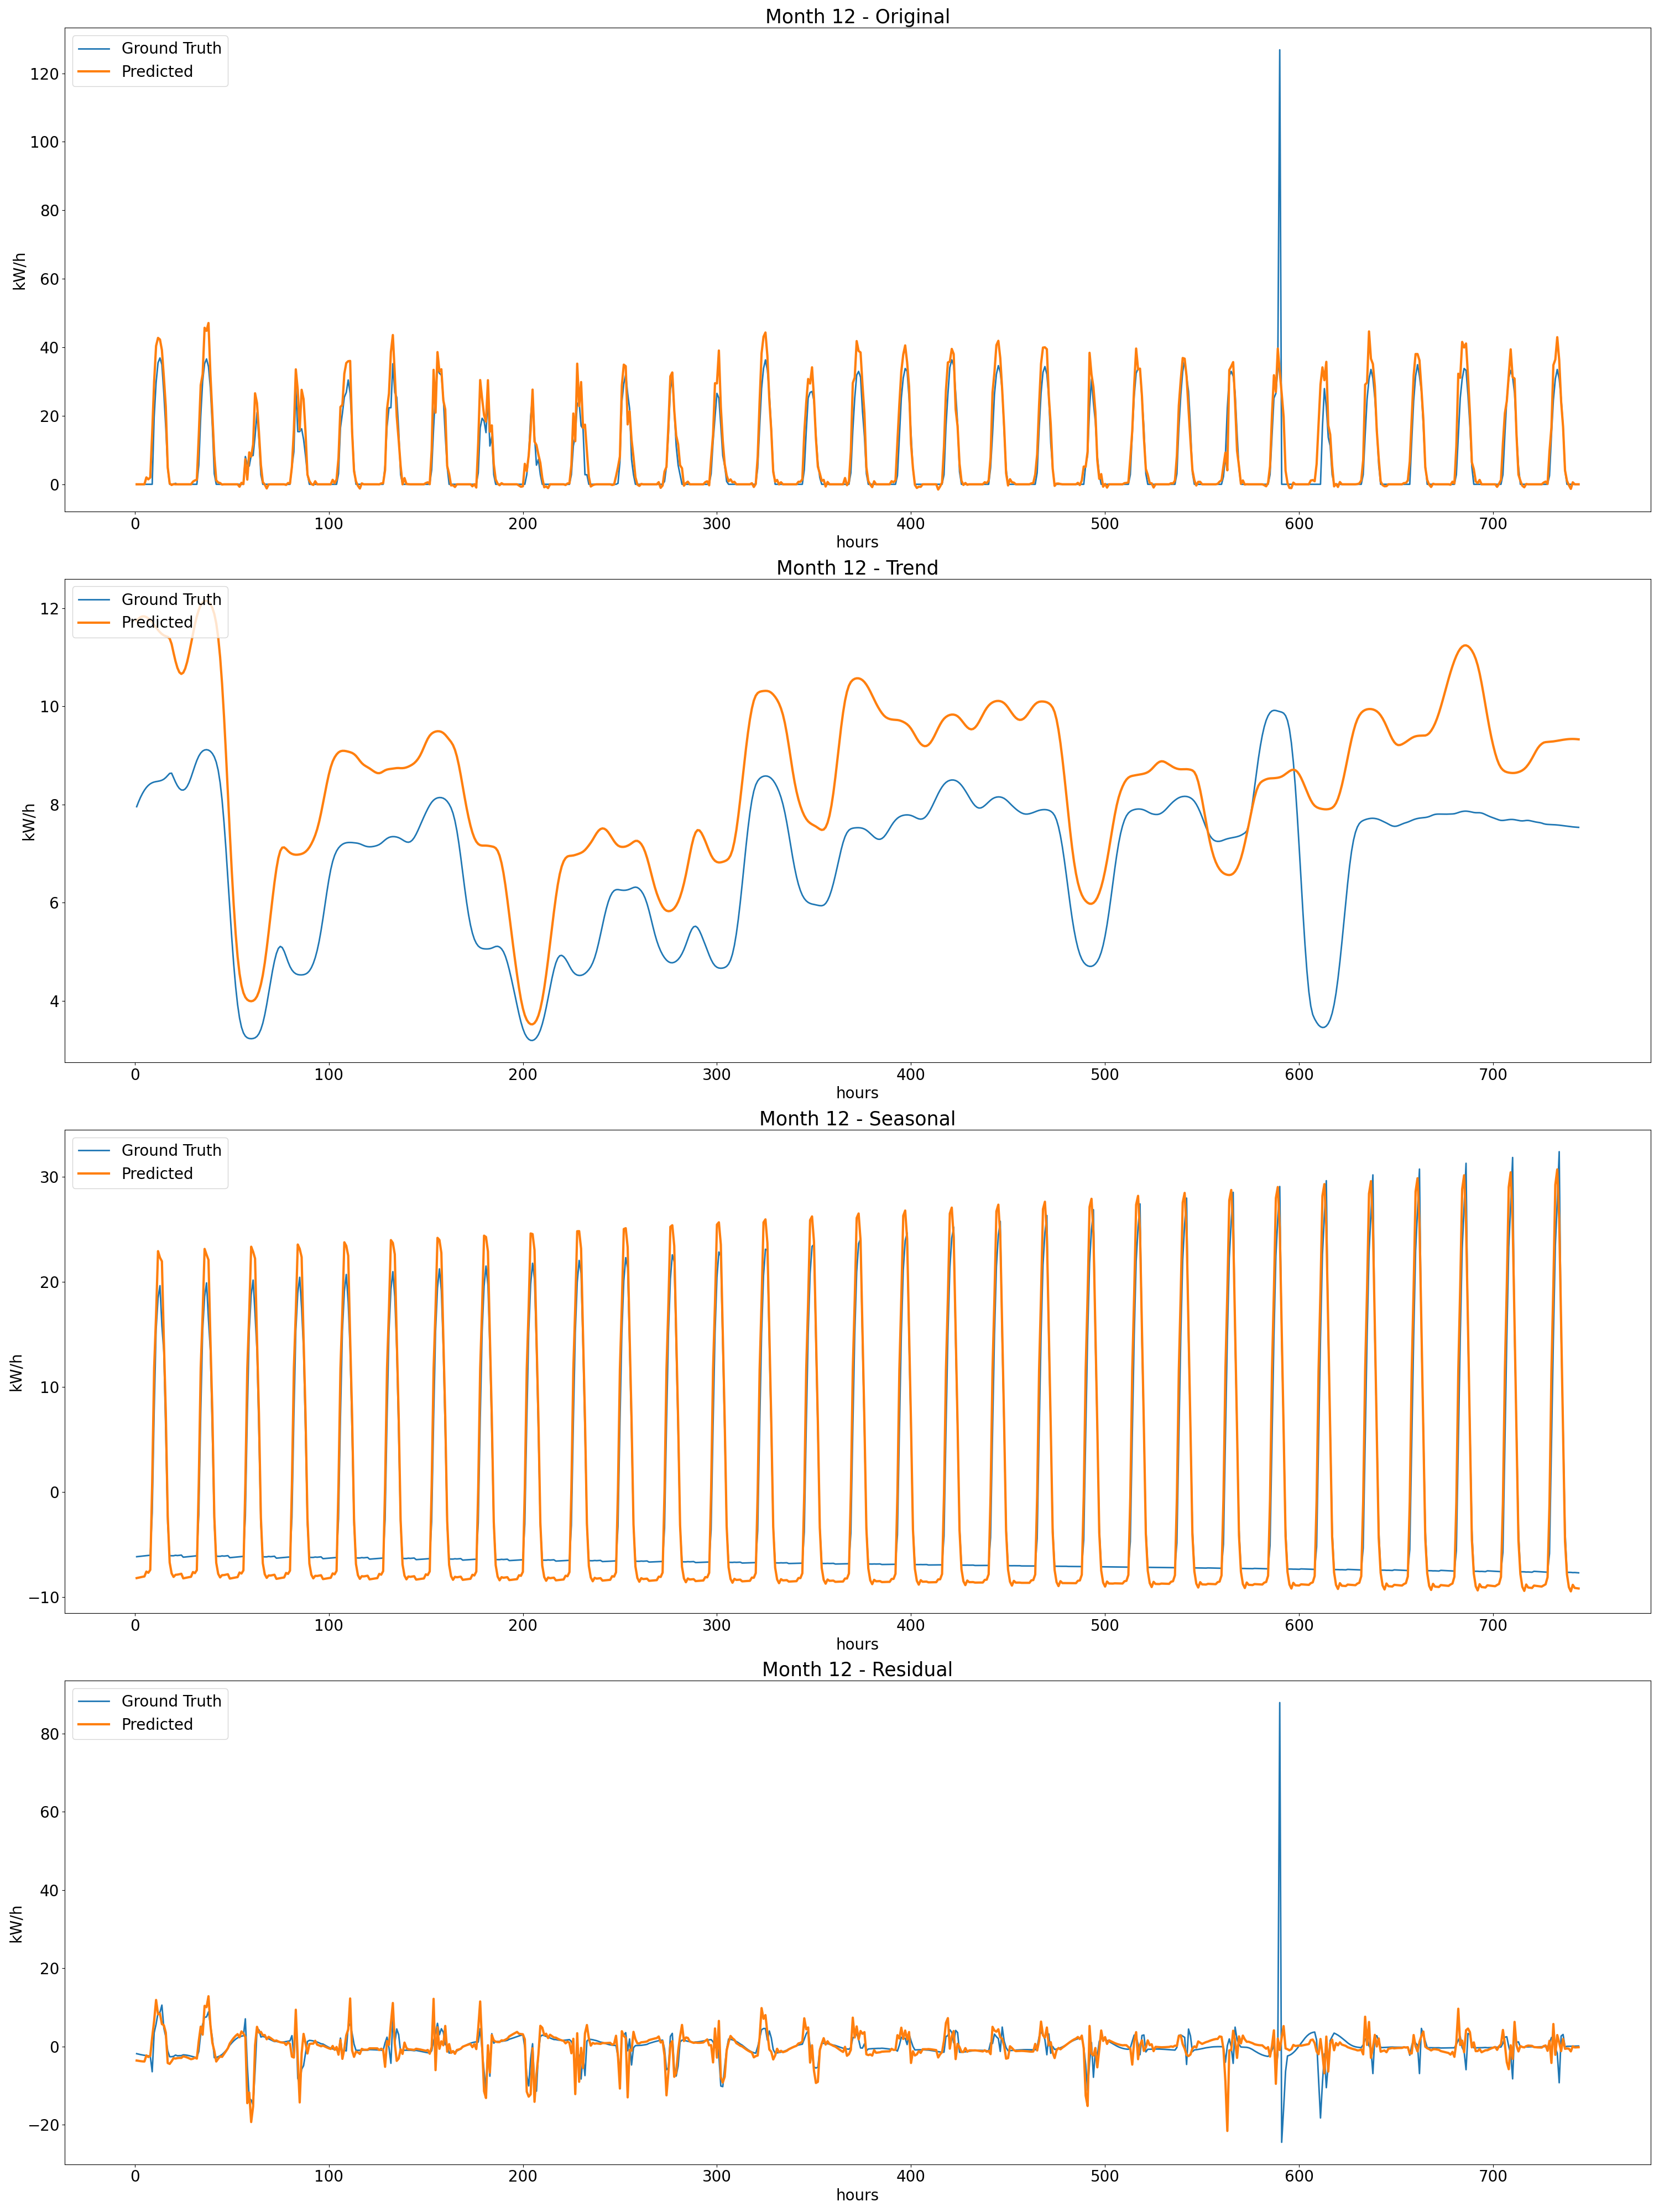 Month 12 - Original
Ground Truth
Predicted
120
100
80
60
40
20
0
kW/h
0 100 200 300 400 500 600 700
hours
Month 12 - Trend
Ground Truth
Predicted
12
10
8
6
4
kW/h
0 100 200 300 400 500 600 700
hours
Month 12 - Seasonal
Ground Truth
Predicted
30
20
10
0
−10
kW/h
0 100 200 300 400 500 600 700
hours
Month 12 - Residual
Ground Truth
Predicted
80
60
40
20
0
−20
kW/h
0 100 200 300 400 500 600 700
hours